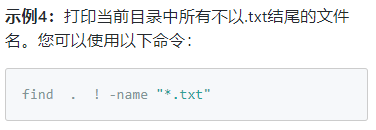 示例4：打印当前目录中所有不以.txt结尾的文件
名。您可以使用以下命令：
find . ! -name "*.txt"